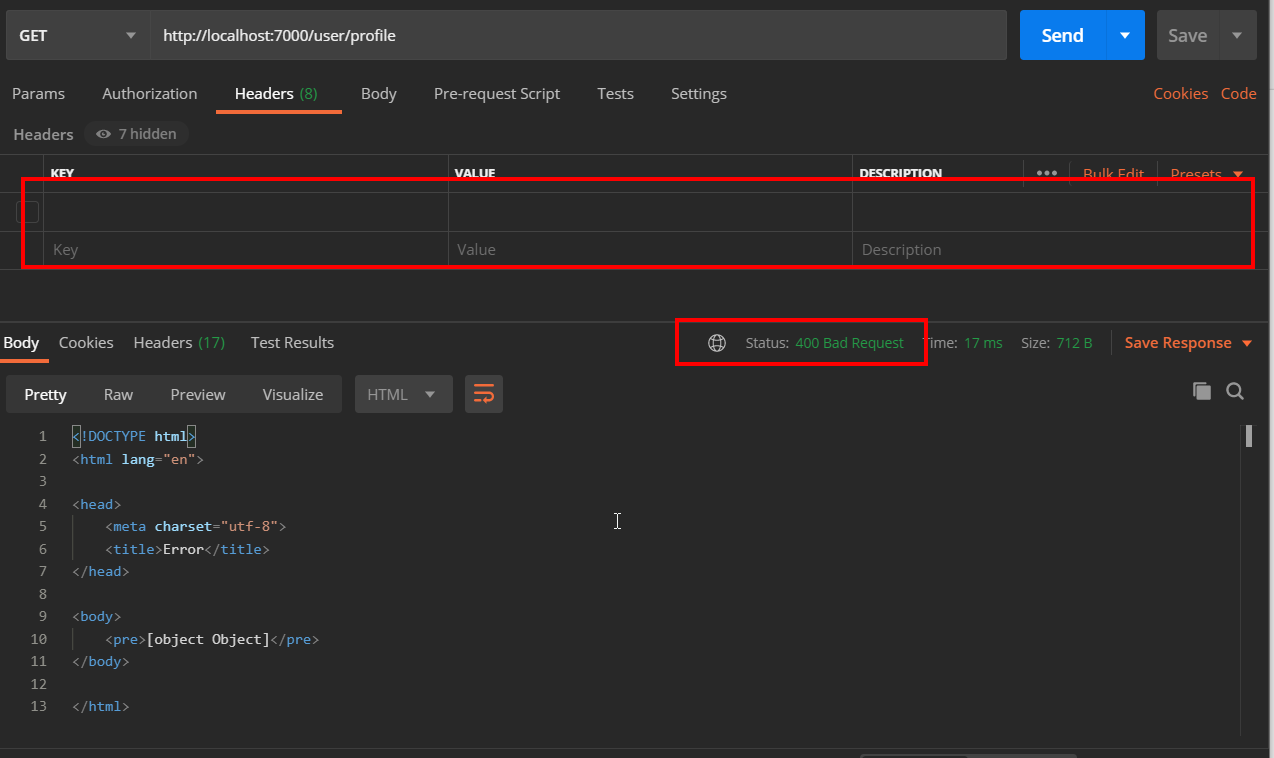 GET http://localhost:7000/user/profile Send Save
Params Authorization Headers (8) Body Pre-request Script Tests Settings Cookies Code
Headers 7 hidden
KEY VALUE DESCRIPTION ••• Bulk Edit Presets
Key Value Description
Body Cookies Headers (17) Test Results Status: 400 Bad Request Time: 17 ms Size: 712 B Save Response
Pretty Raw Preview Visualize HTML
1 <!DOCTYPE html>
2 <html lang="en">
3
4 <head>
5 <meta charset="utf-8">
6 <title>Error</title>
7 </head>
8
9 <body>
10 <pre>[object Object]</pre>
11 </body>
12
13 </html>